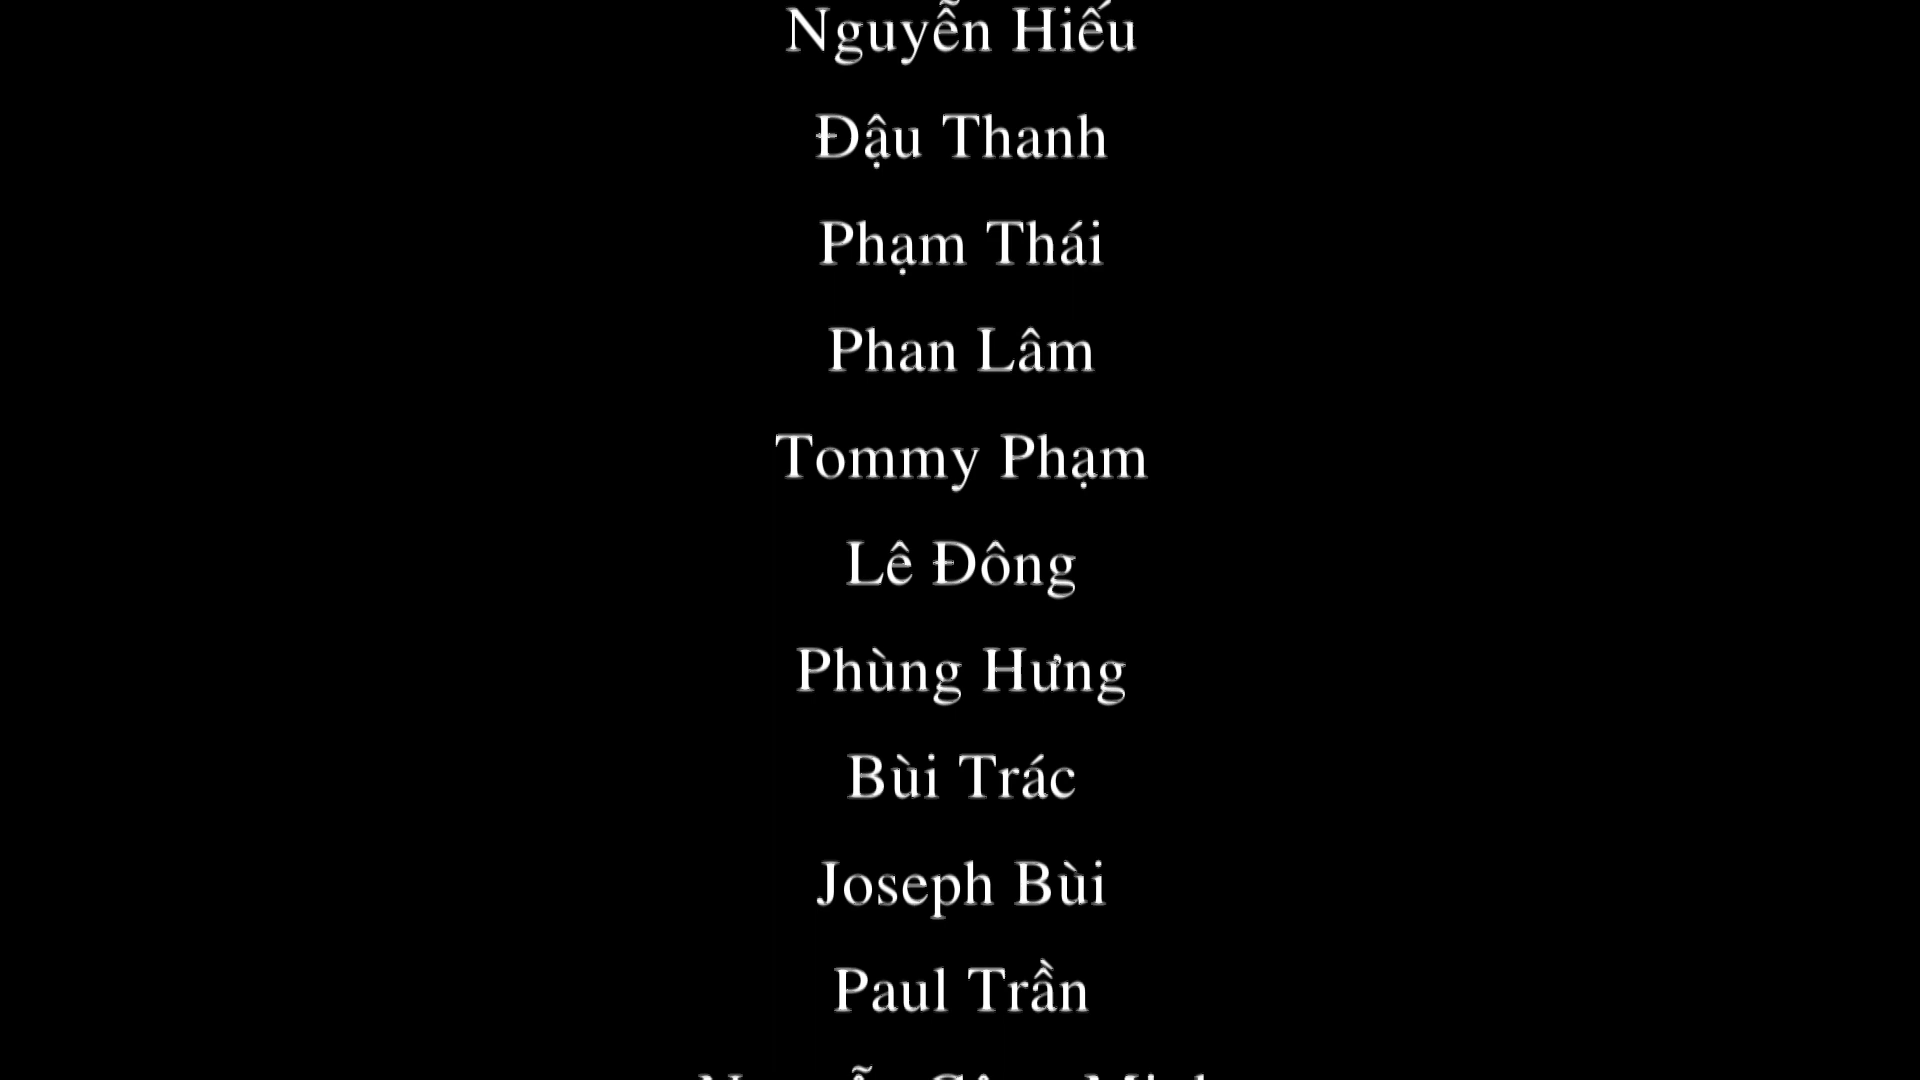 Nguyễn Hiếu
Đậu Thanh
Phạm Thái
Phan Lâm
Tommy Phạm
Lê Đông
Phùng Hưng
Bùi Trác
Joseph Bùi
Paul Trần